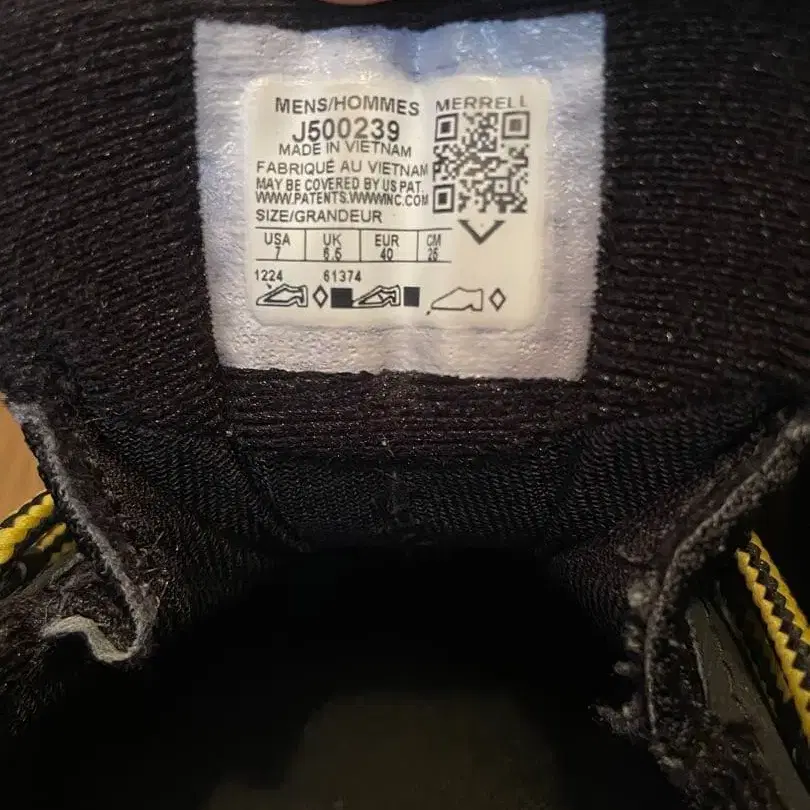 MENS/HOMMES
MERRELL
J500239
MADE IN VIETNAM
FABRIQUÉ AU VIETNAM
MAY BE COVERED BY US PAT.
WWW.PATENTS.WWWINC.COM
SIZE/GRANDEUR
USA UK EUR CM
7 6.5 40 25
1224 61374